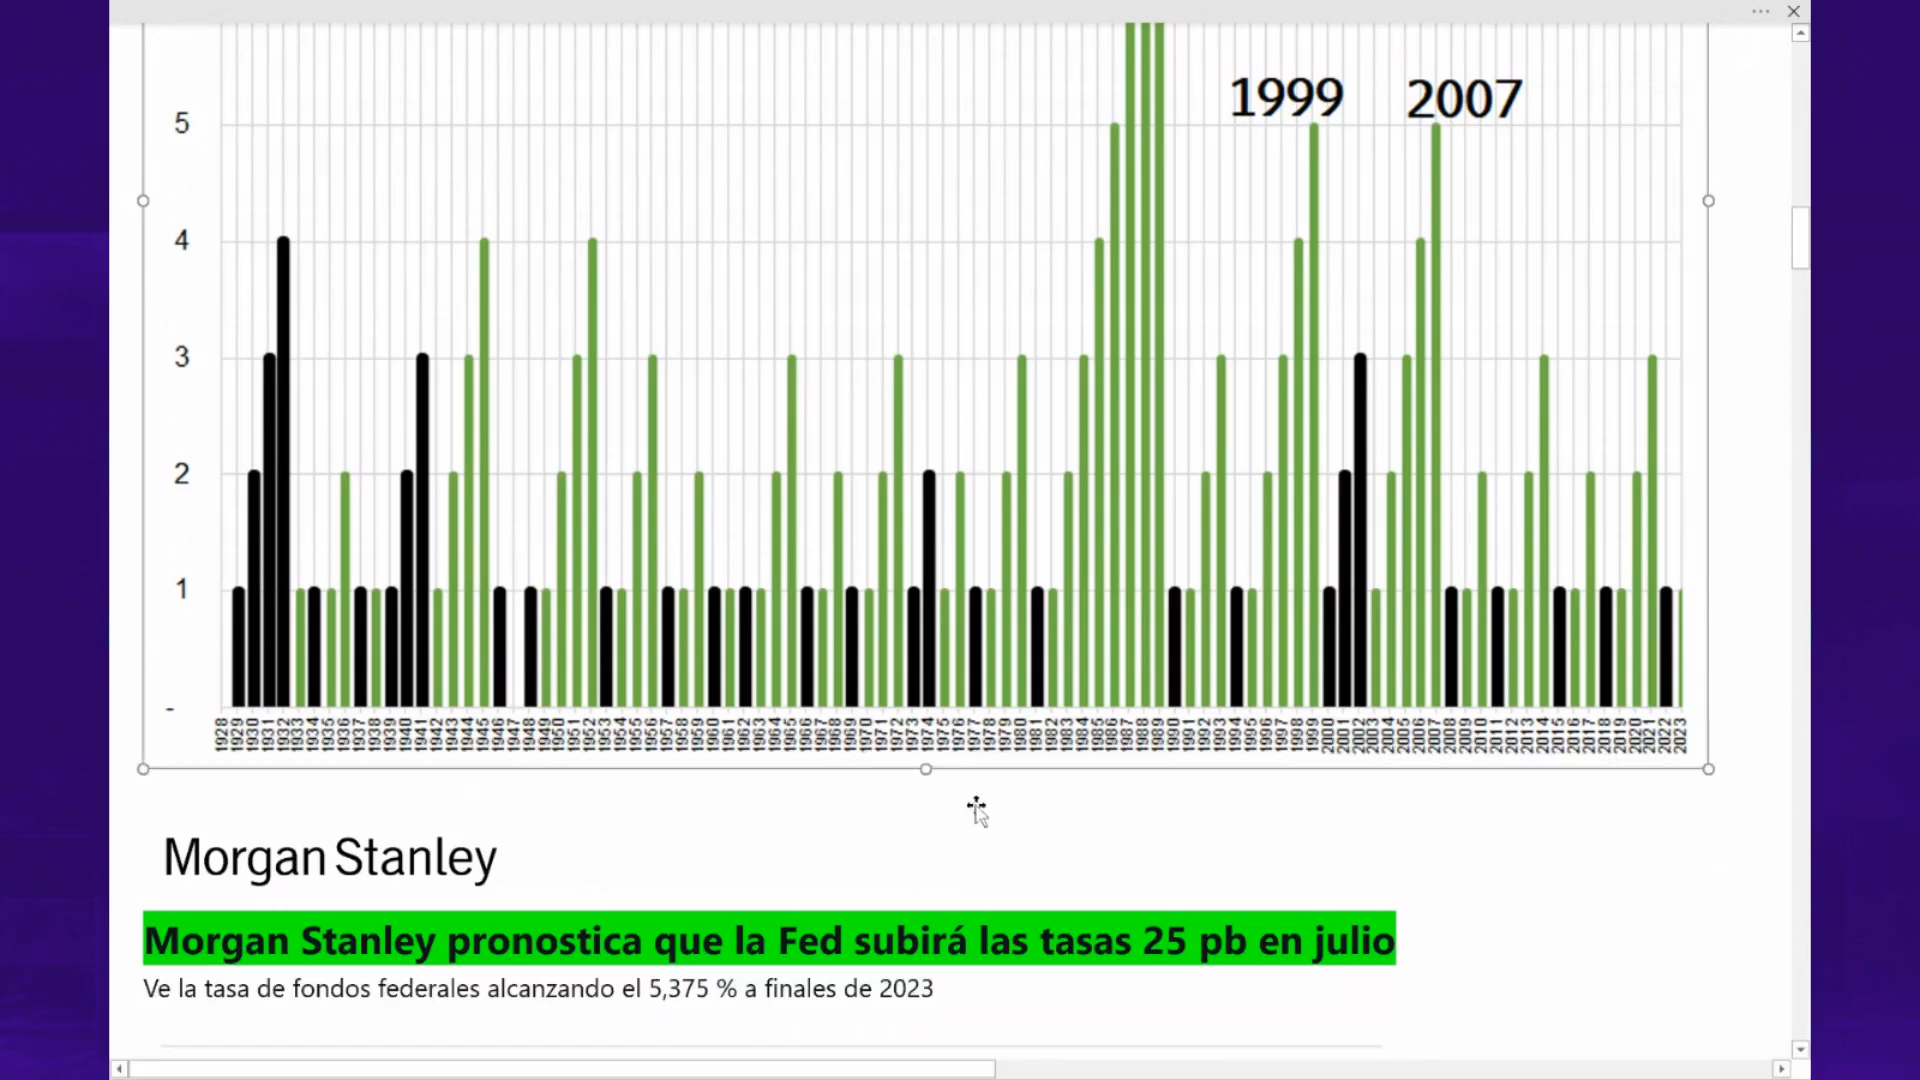 1999 2007
5
4
3
2
1
-
1928 1929 1930 1931 1932 1933 1934 1935 1936 1937 1938 1939 1940 1941 1942 1943 1944 1945 1946 1947 1948 1949 1950 1951 1952 1953 1954 1955 1956 1957 1958 1959 1960 1961 1962 1963 1964 1965 1966 1967 1968 1969 1970 1971 1972 1973 1974 1975 1976 1977 1978 1979 1980 1981 1982 1983 1984 1985 1986 1987 1988 1989 1990 1991 1992 1993 1994 1995 1996 1997 1998 1999 2000 2001 2002 2003 2004 2005 2006 2007 2008 2009 2010 2011 2012 2013 2014 2015 2016 2017 2018 2019 2020 2021 2022 2023
Morgan Stanley
Morgan Stanley pronostica que la Fed subirá las tasas 25 pb en julio
Ve la tasa de fondos federales alcanzando el 5,375 % a finales de 2023